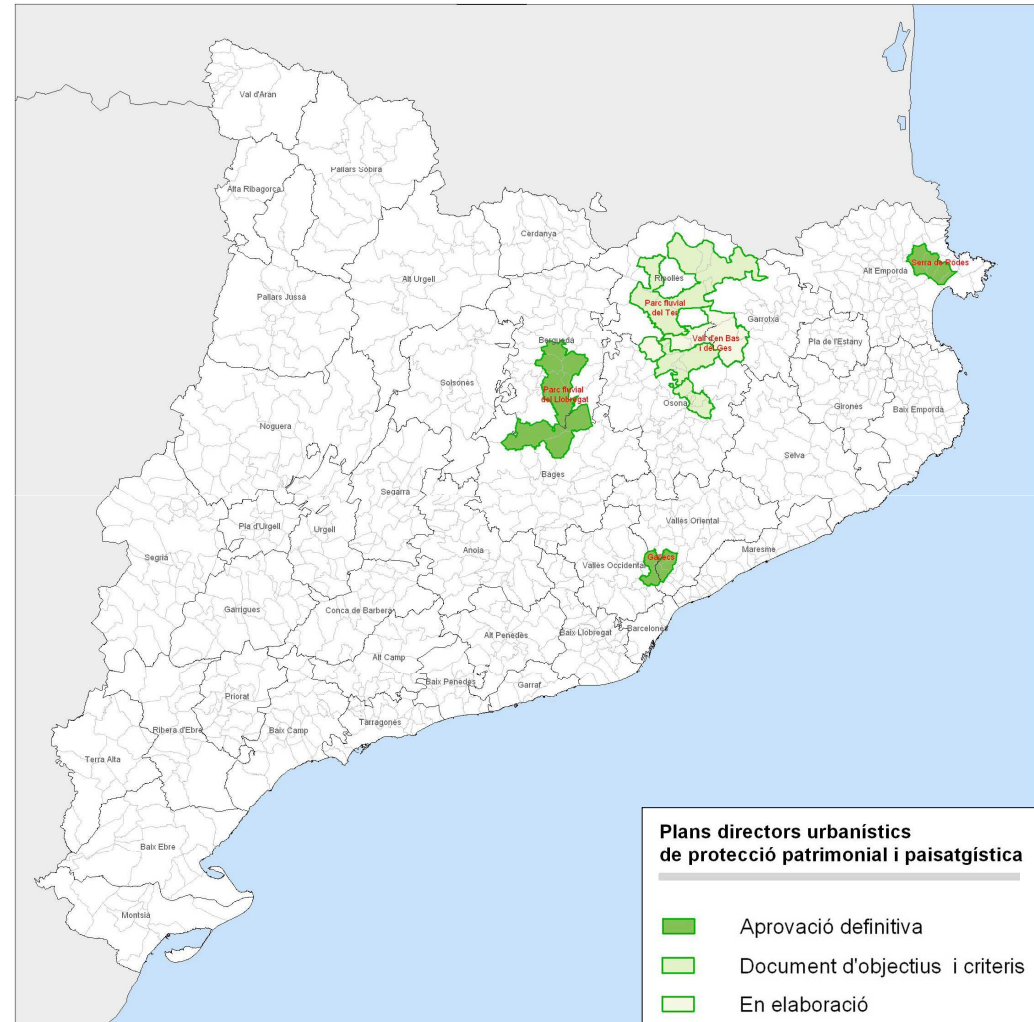 Val d'Aran
Pallars Sobirà
Alta Ribagorça
Cerdanya
Alt Urgell
Ripollès
Serra de Rodes
Alt Empordà
Pallars Jussà
Parc fluvial
del Ter
Garrotxa
Vall d'en Bas
i del Ges
Pla de l'Estany
Berguedà
Solsonès
Parc fluvial
del Llobregat
Osona
Gironès
Baix Empordà
Noguera
Selva
Bages
Segarra
Pla d'Urgell
Urgell
Vallès Oriental
Segrià
Anoia
Gallecs
Vallès Occidental
Maresme
Garrigues
Conca de Barberà
Alt Penedès
Baix Llobregat
Barcelonès
Alt Camp
Baix Penedès
Garraf
Priorat
Tarragonès
Ribera d'Ebre
Baix Camp
Terra Alta
Baix Ebre
Montsià
Plans directors urbanístics
de protecció patrimonial i paisatgística
Aprovació definitiva
Document d'objectius i criteris
En elaboració